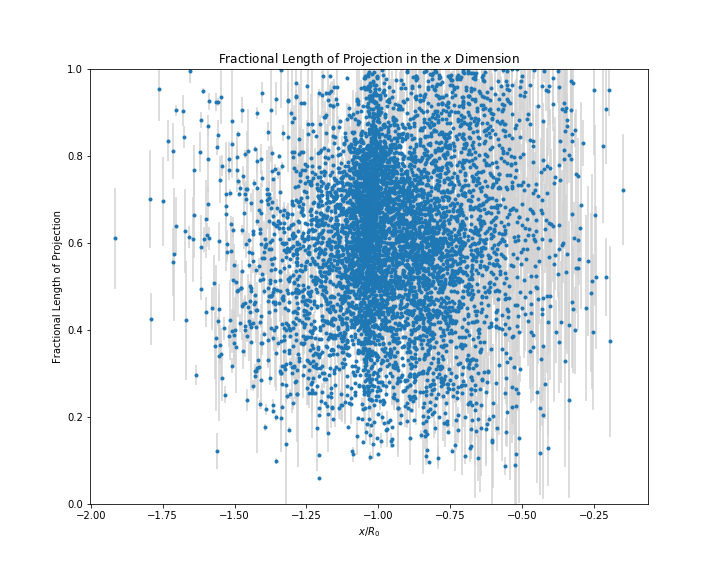 Fractional Length of Projection in the x Dimension
1.0
0.8
0.6
0.4
0.2
0.0
Fractional Length of Projection
−2.00 −1.75 −1.50 −1.25 −1.00 −0.75 −0.50 −0.25
x/R₀